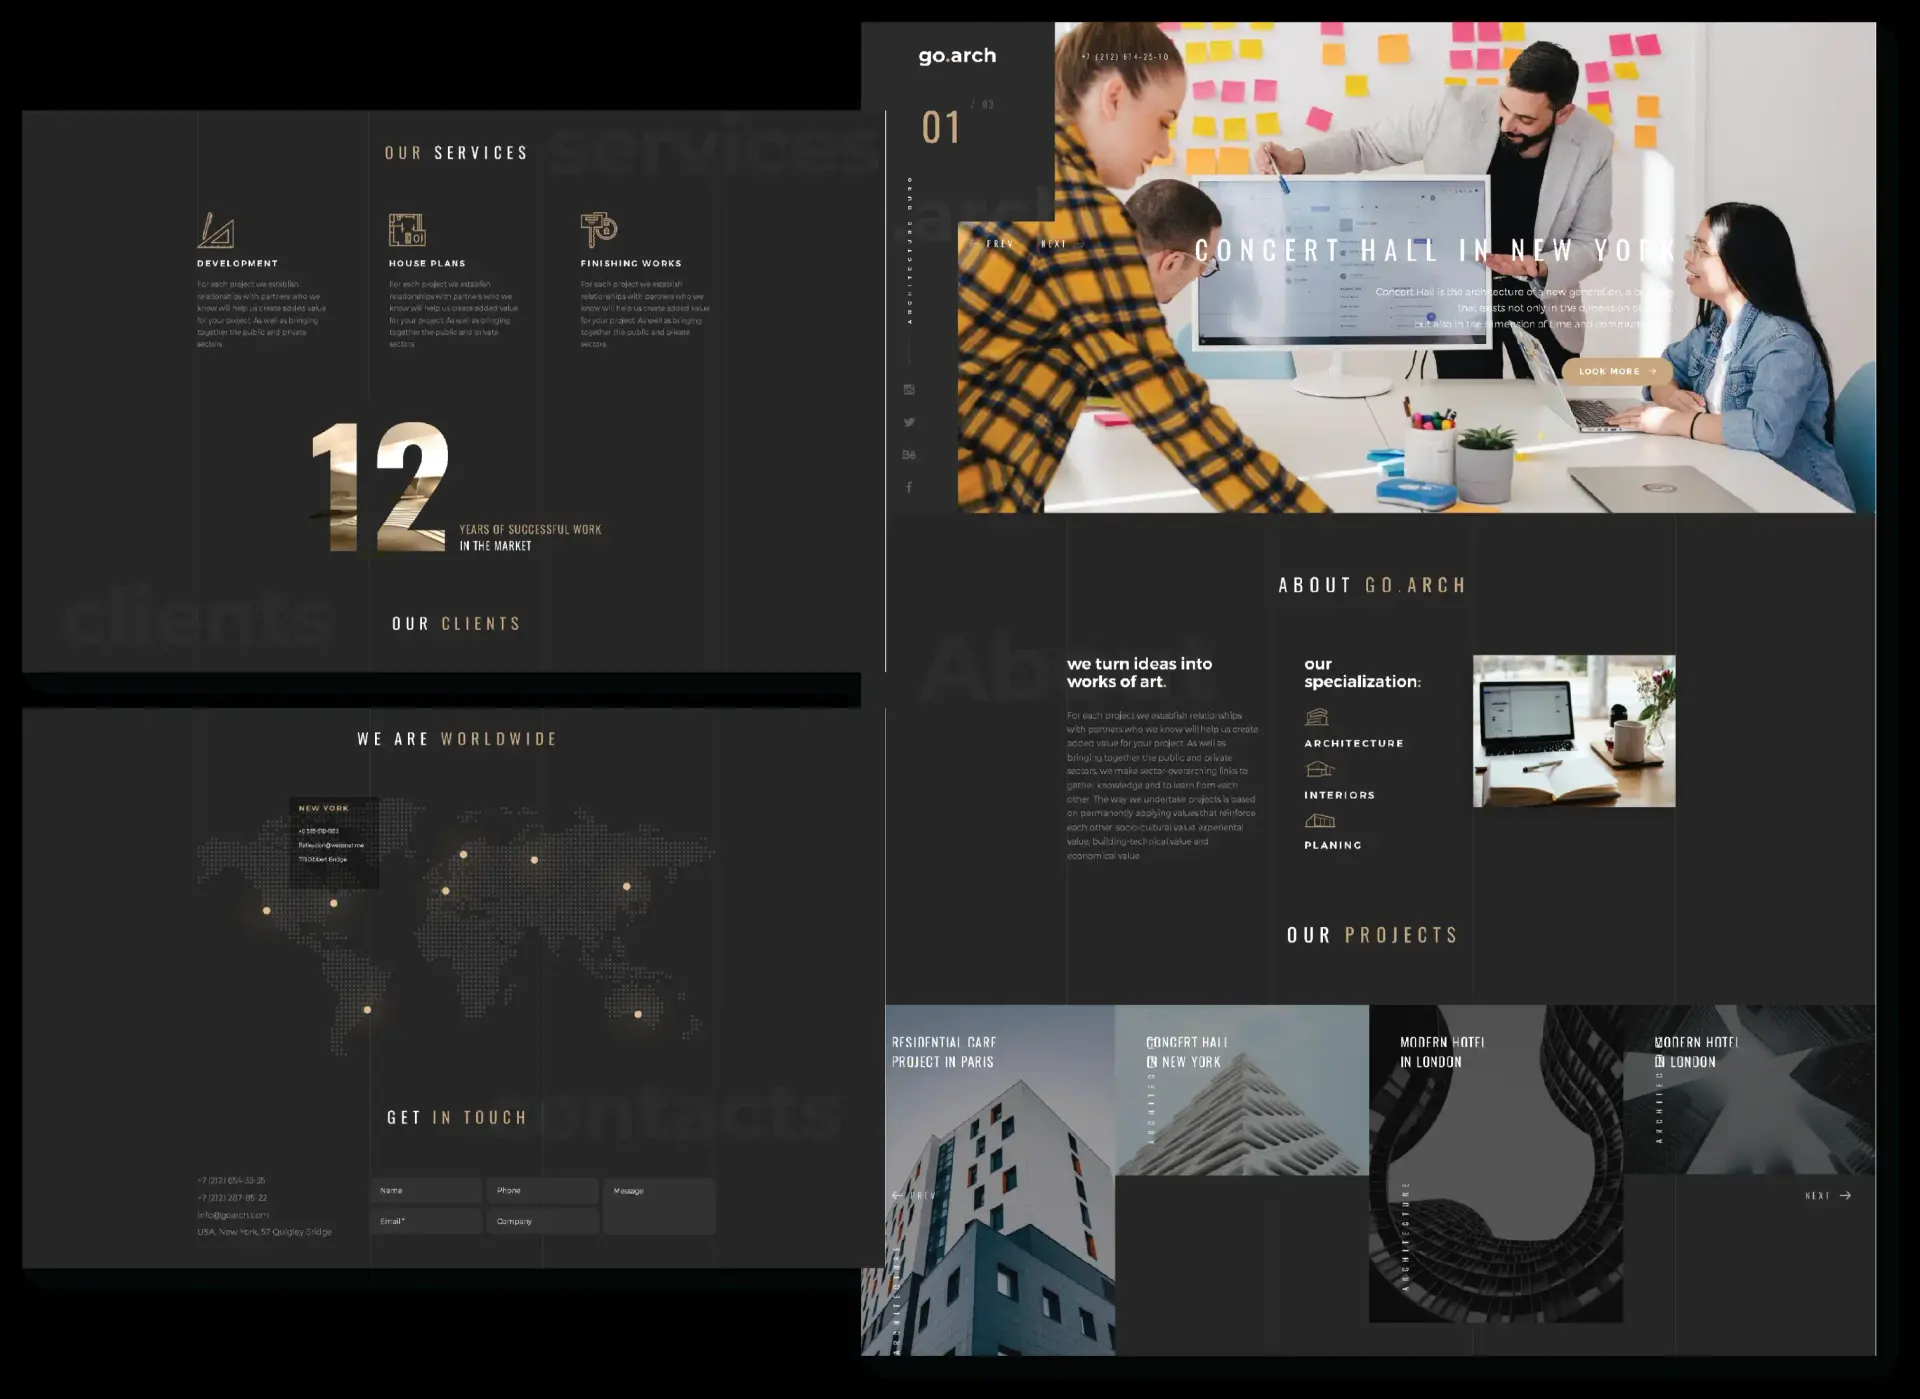 services
OUR SERVICES
DEVELOPMENT
For each project we establish
relationships with partners who we
know will help us create added value
for your project. As well as bringing
together the public and private
sectors.
HOUSE PLANS
For each project we establish
relationships with partners who we
know will help us create added value
for your project. As well as bringing
together the public and private
sectors.
FINISHING WORKS
For each project we establish
relationships with partners who we
know will help us create added value
for your project. As well as bringing
together the public and private
sectors.
12
YEARS OF SUCCESSFUL WORK
IN THE MARKET
clients
OUR CLIENTS
WE ARE WORLDWIDE
NEW YORK
GET IN TOUCH
+7 (212) 654-33-35
+7 (212) 287-85-22
info@goarch.com
USA, New York, 57 Quigley Bridge
Name
Phone
Message
Email*
Company
go.arch
+7 (212) 674-25-10
01
/ 03
arch
PREV
NEXT
CONCERT HALL IN NEW YORK
Concert Hall is the architecture of a new generation, a
that exists not only in the dimension of
but also in the dimension of time and
LOOK MORE →
Be
f
ABOUT GO.ARCH
we turn ideas into
works of art.
For each project we establish relationships
with partners who we know will help us create
added value for your project. As well as
bringing together the public and private
sectors, we make sector-overarching links to
gather knowledge and to learn from each
other. The way we undertake projects is based
on permanently applying values that reinforce
each other: socio-cultural value, experiental
value, building-technical value and
economical value
our
specialization:
ARCHITECTURE
INTERIORS
PLANING
OUR PROJECTS
RESIDENTIAL CARE
PROJECT IN PARIS
CONCERT HALL
IN NEW YORK
MODERN HOTEL
IN LONDON
MODERN HOTEL
IN LONDON
← PREV
NEXT →
ARCHITECTURE
ARCHITECTURE